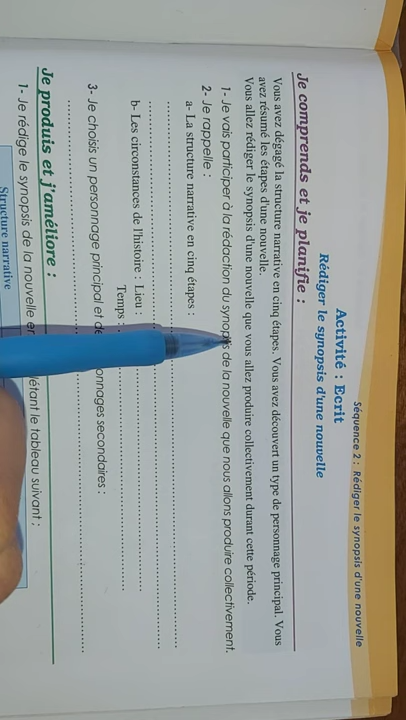 Séquence 2 : Rédiger le synopsis d'une nouvelle
Activité : Ecrit
Rédiger le synopsis d'une nouvelle
Je comprends et je planifie :
Vous avez dégagé la structure narrative en cinq étapes. Vous avez découvert un type de personnage principal. Vous
avez résumé les étapes d'une nouvelle.
Vous allez rédiger le synopsis d'une nouvelle que vous allez produire collectivement durant cette période.
1- Je vais participer à la rédaction du synopsis de la nouvelle que nous allons produire collectivement.
2- Je rappelle :
a- La structure narrative en cinq étapes :
b- Les circonstances de l'histoire : Lieu :
Temps :
3- Je choisis un personnage principal et de onnages secondaires :
Je produis et j'améliore :
1- Je rédige le synopsis de la nouvelle en létant le tableau suivant :
Structure narrative